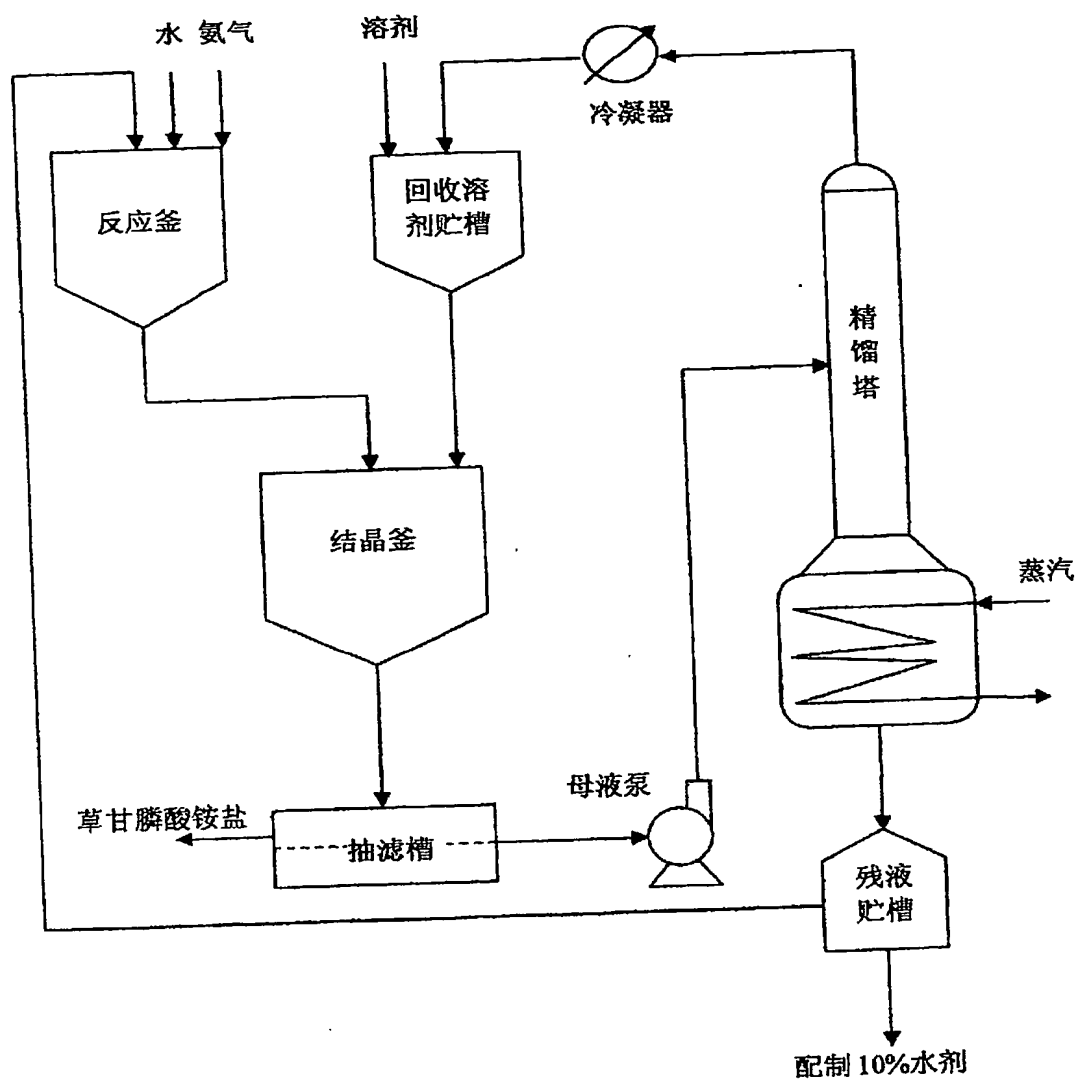 水 氨气
溶剂
冷凝器
反应釜
回收溶
剂贮槽
精
馏
塔
结晶釜
蒸汽
母液泵
草甘膦酸铵盐
抽滤槽
残液
贮槽
配制10%水剂